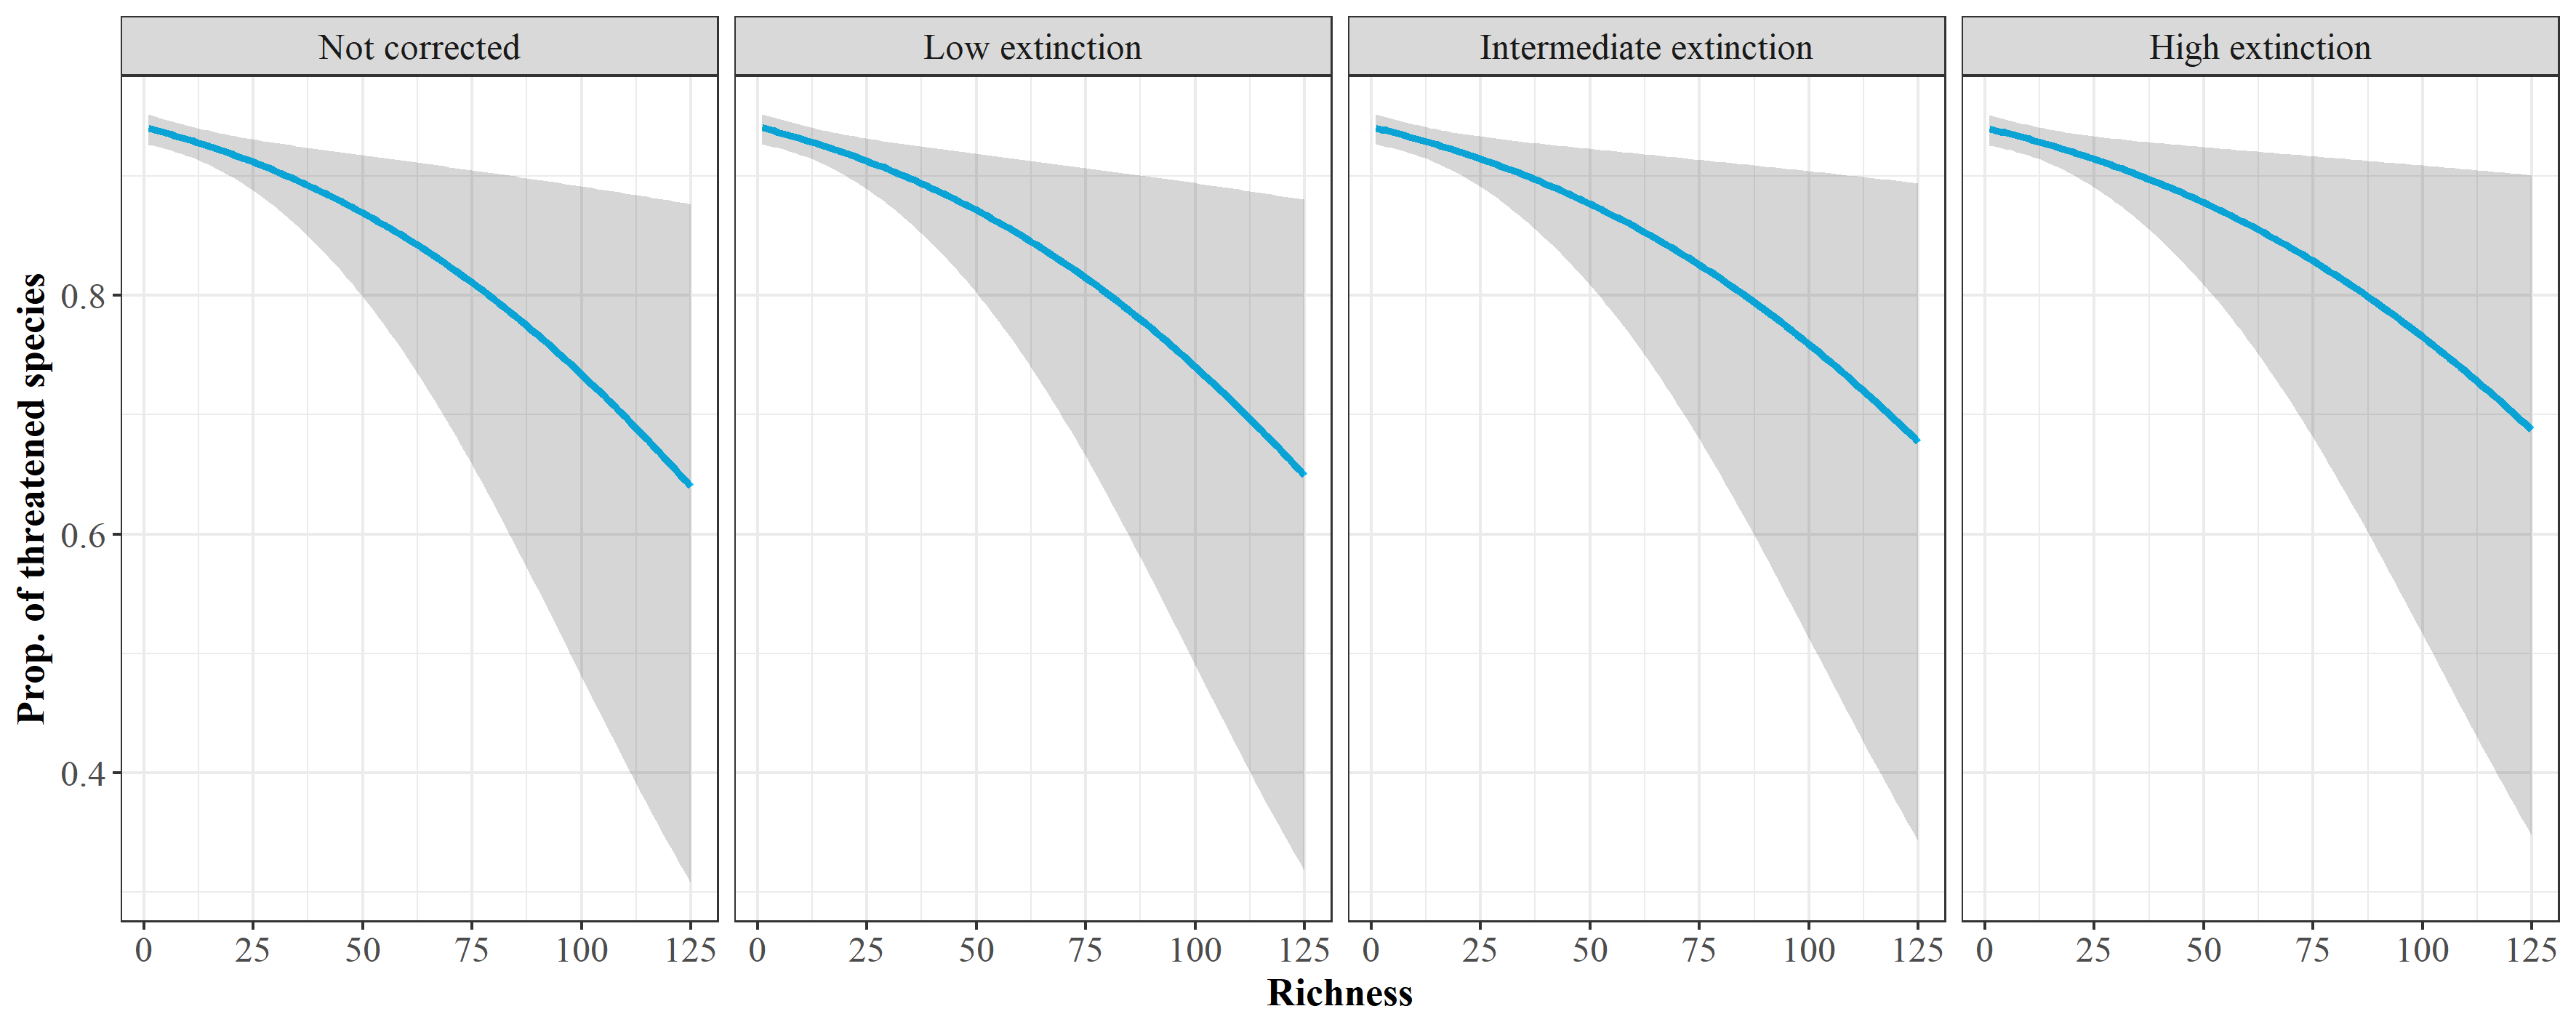 Not corrected
Low extinction
Intermediate extinction
High extinction
Prop. of threatened species
0.8
0.6
0.4
0 25 50 75 100 125
0 25 50 75 100 125
0 25 50 75 100 125
0 25 50 75 100 125
Richness